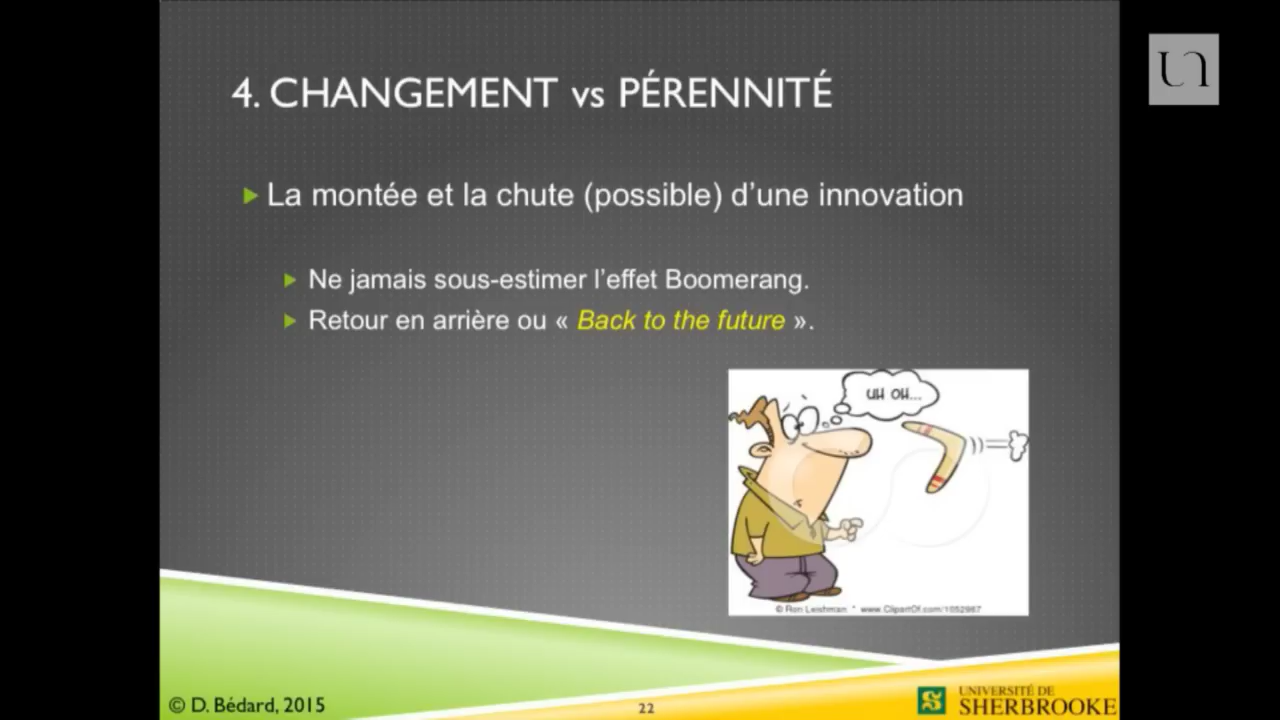 4. CHANGEMENT vs PÉRENNITÉ
La montée et la chute (possible) d'une innovation
Ne jamais sous-estimer l'effet Boomerang.
Retour en arrière ou « Back to the future ».
UH OH...
© Ron Leishman * www.ClipartOf.com/1052967
© D. Bédard, 2015
22
UNIVERSITÉ DE
SHERBROOKE